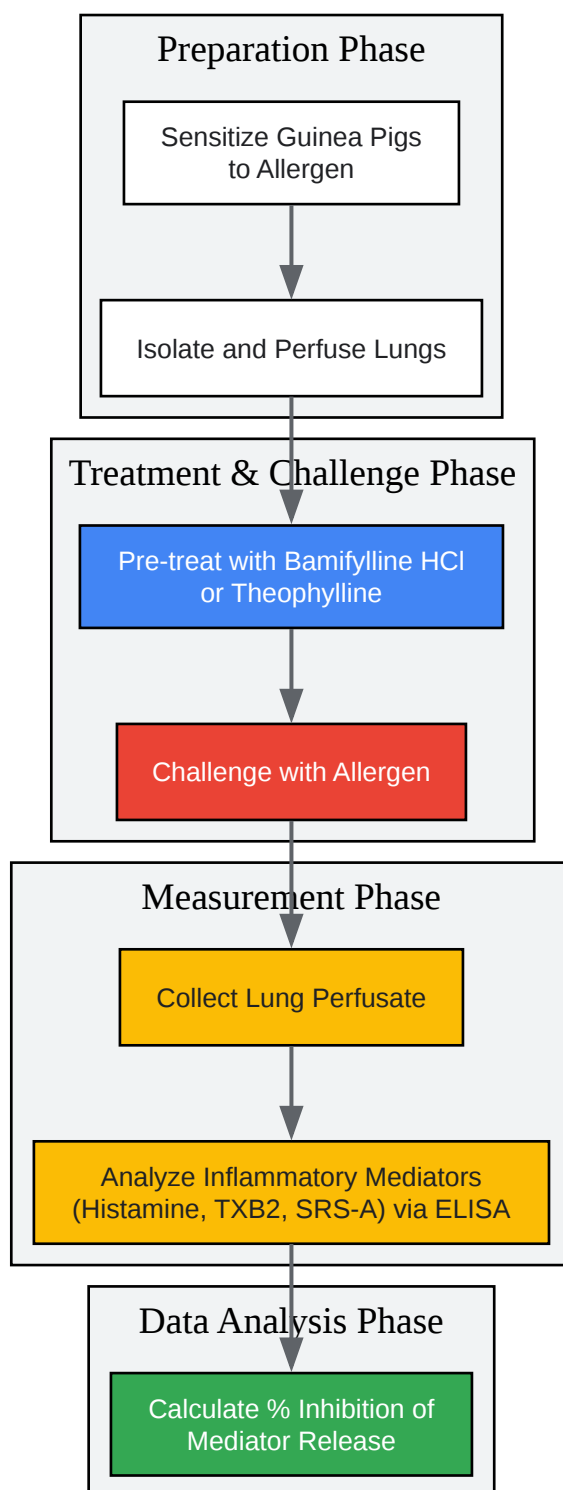 Preparation Phase
Sensitize Guinea Pigs
to Allergen
Isolate and Perfuse Lungs
Treatment & Challenge Phase
Pre-treat with Bamifylline HCl
or Theophylline
Challenge with Allergen
Measurement Phase
Collect Lung Perfusate
Analyze Inflammatory Mediators
(Histamine, TXB2, SRS-A) via ELISA
Data Analysis Phase
Calculate % Inhibition of
Mediator Release